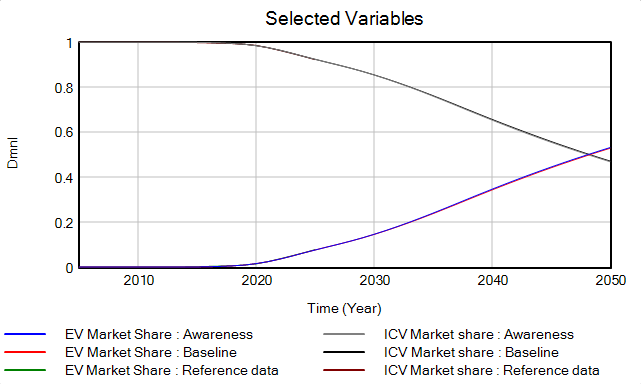 Selected Variables
1
0.8
0.6
0.4
0.2
0
Dmnl
2010 2020 2030 2040 2050
Time (Year)
EV Market Share : Awareness
EV Market Share : Baseline
EV Market Share : Reference data
ICV Market share : Awareness
ICV Market share : Baseline
ICV Market share : Reference data